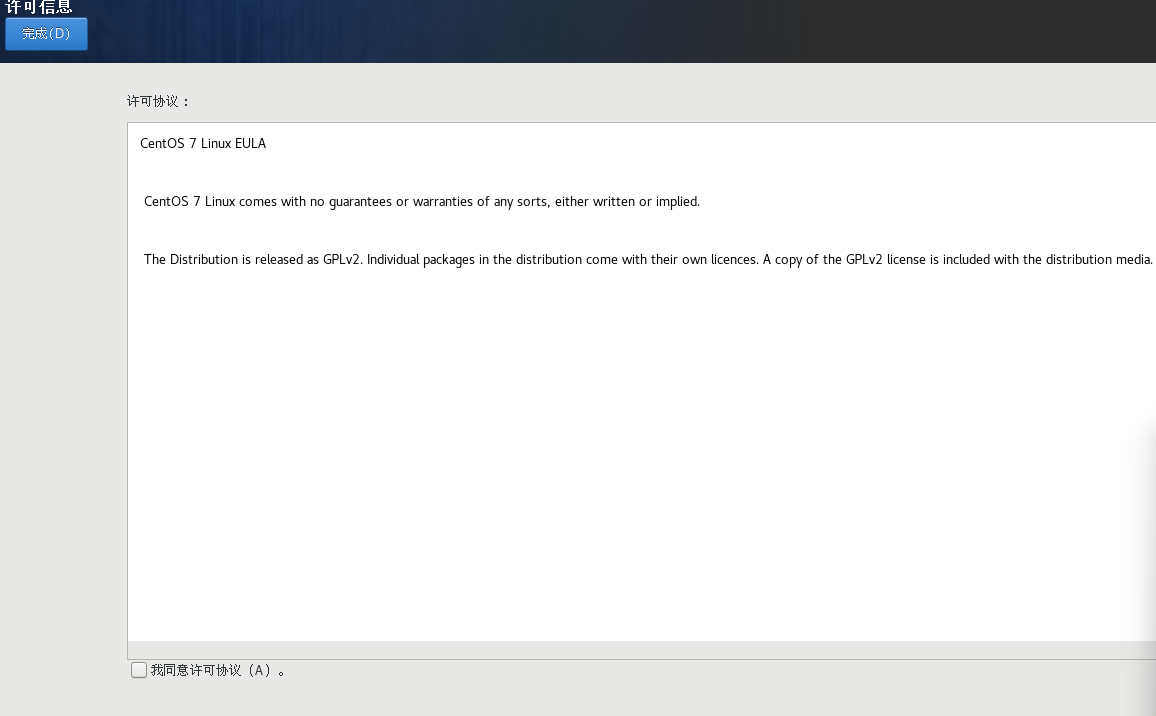 许可信息
完成(D)
许可协议：
CentOS 7 Linux EULA
CentOS 7 Linux comes with no guarantees or warranties of any sorts, either written or implied.
The Distribution is released as GPLv2. Individual packages in the distribution come with their own licences. A copy of the GPLv2 license is included with the distribution media.
我同意许可协议（A）。